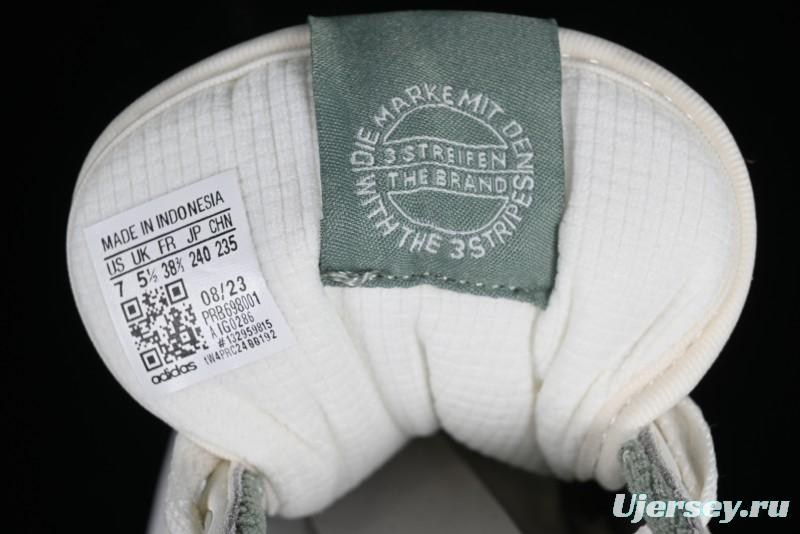 DIE MARKE MIT DEN
3 STREIFEN
THE BRAND
WITH THE 3 STRIPES
MADE IN INDONESIA
US UK FR JP CHN
7 5½ 38⅔ 240 235
08/23
PRB698001
A IG0286
#132959815
1W4PRC24BB192
adidas
Ujersey.ru